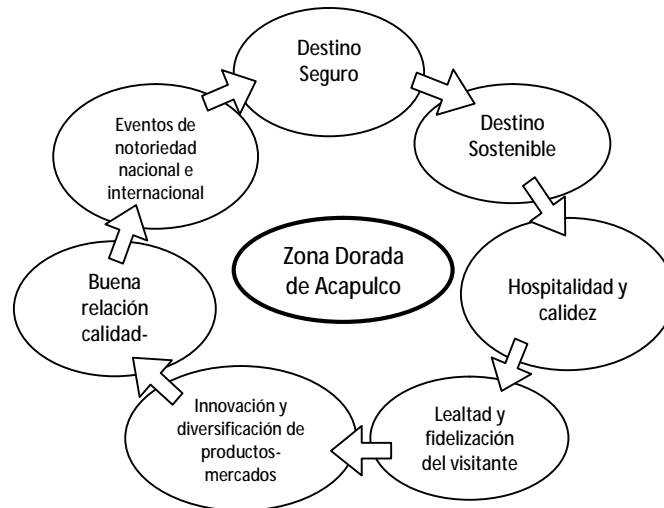 Destino
Seguro
Destino
Sostenible
Hospitalidad y
calidez
Lealtad y
fidelización
del visitante
Innovación y
diversificación de
productos-
mercados
Buena
relación
calidad-
Eventos de
notoriedad
nacional e
internacional
Zona Dorada
de Acapulco